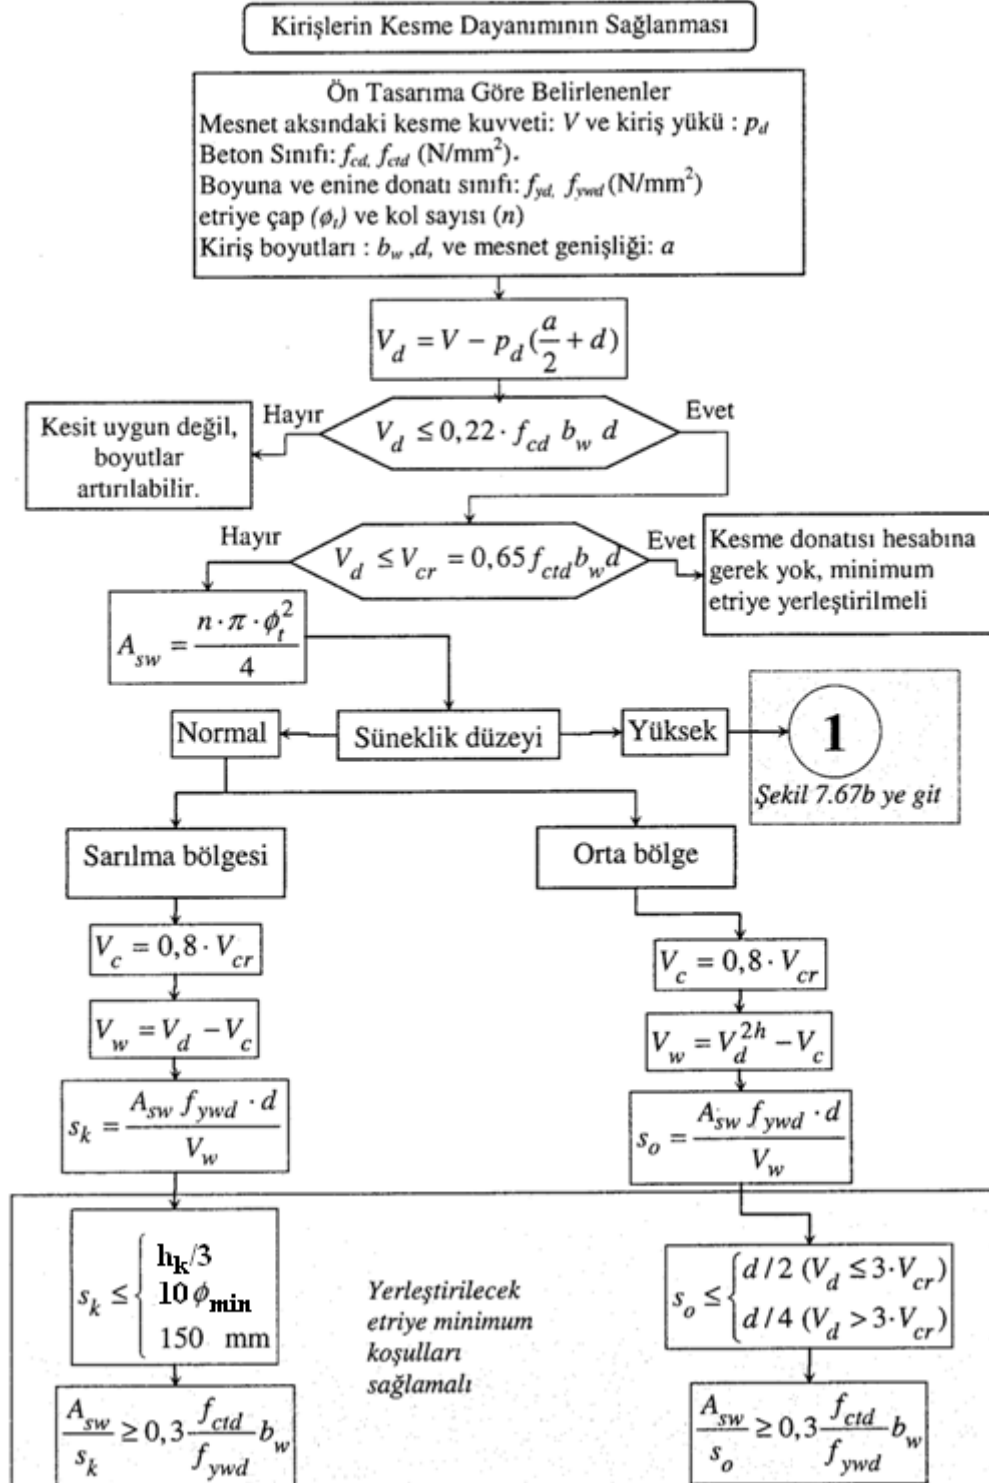 Kirişlerin Kesme Dayanımının Sağlanması
Ön Tasarıma Göre Belirlenenler
Mesnet aksındaki kesme kuvveti: V ve kiriş yükü : p_d
Beton Sınıfı: f_cd, f_ctd (N/mm²).
Boyuna ve enine donatı sınıfı: f_yd, f_ywd (N/mm²)
etriye çap (ϕ_t) ve kol sayısı (n)
Kiriş boyutları : b_w ,d, ve mesnet genişliği: a
V_d = V − p_d (a/2 + d)
Hayır
Evet
Kesit uygun değil,
boyutlar
artırılabilir.
V_d ≤ 0,22 · f_cd b_w d
Hayır
Evet
V_d ≤ V_cr = 0,65 f_ctd b_w d
Kesme donatısı hesabına
gerek yok, minimum
etriye yerleştirilmeli
A_sw = n · π · ϕ_t² / 4
Normal
Süneklik düzeyi
Yüksek
1
Şekil 7.67b ye git
Sarılma bölgesi
Orta bölge
V_c = 0,8 · V_cr
V_c = 0,8 · V_cr
V_w = V_d − V_c
V_w = V_d^2h − V_c
s_k = A_sw f_ywd · d / V_w
s_o = A_sw f_ywd · d / V_w
s_k ≤ {
h_k/3
10 ϕ_min
150 mm
Yerleştirilecek
etriye minimum
koşulları
sağlamalı
s_o ≤ {
d / 2 (V_d ≤ 3·V_cr)
d / 4 (V_d > 3·V_cr)
A_sw / s_k ≥ 0,3 f_ctd / f_ywd b_w
A_sw / s_o ≥ 0,3 f_ctd / f_ywd b_w